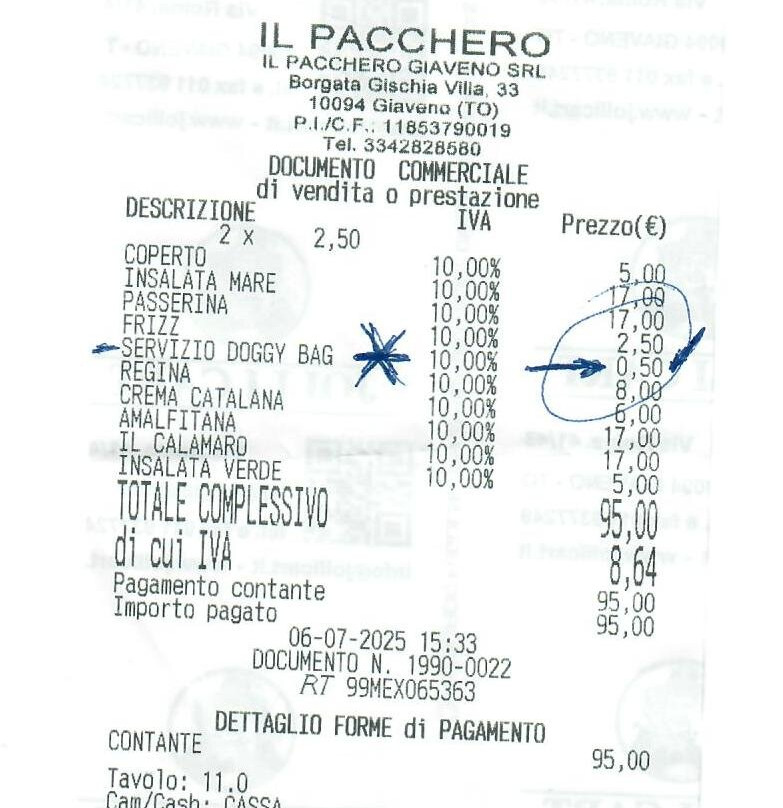 IL PACCHERO
IL PACCHERO GIAVENO SRL
Borgata Gischia Villa, 33
10094 Giaveno (TO)
P.I./C.F.: 11853790019
Tel. 3342828580
DOCUMENTO COMMERCIALE
di vendita o prestazione
DESCRIZIONE IVA Prezzo(€)
2 x 2,50
COPERTO 10,00% 5,00
INSALATA MARE 10,00% 17,00
PASSERINA 10,00% 17,00
FRIZZ 10,00% 2,50
SERVIZIO DOGGY BAG 10,00% 0,50
REGINA 10,00% 8,00
CREMA CATALANA 10,00% 6,00
AMALFITANA 10,00% 17,00
IL CALAMARO 10,00% 17,00
INSALATA VERDE 10,00% 5,00
TOTALE COMPLESSIVO 95,00
di cui IVA 8,64
Pagamento contante 95,00
Importo pagato 95,00
06-07-2025 15:33
DOCUMENTO N. 1990-0022
RT 99MEX065363
DETTAGLIO FORME di PAGAMENTO
CONTANTE 95,00
Tavolo: 11.0
Cam/Cash: CASSA